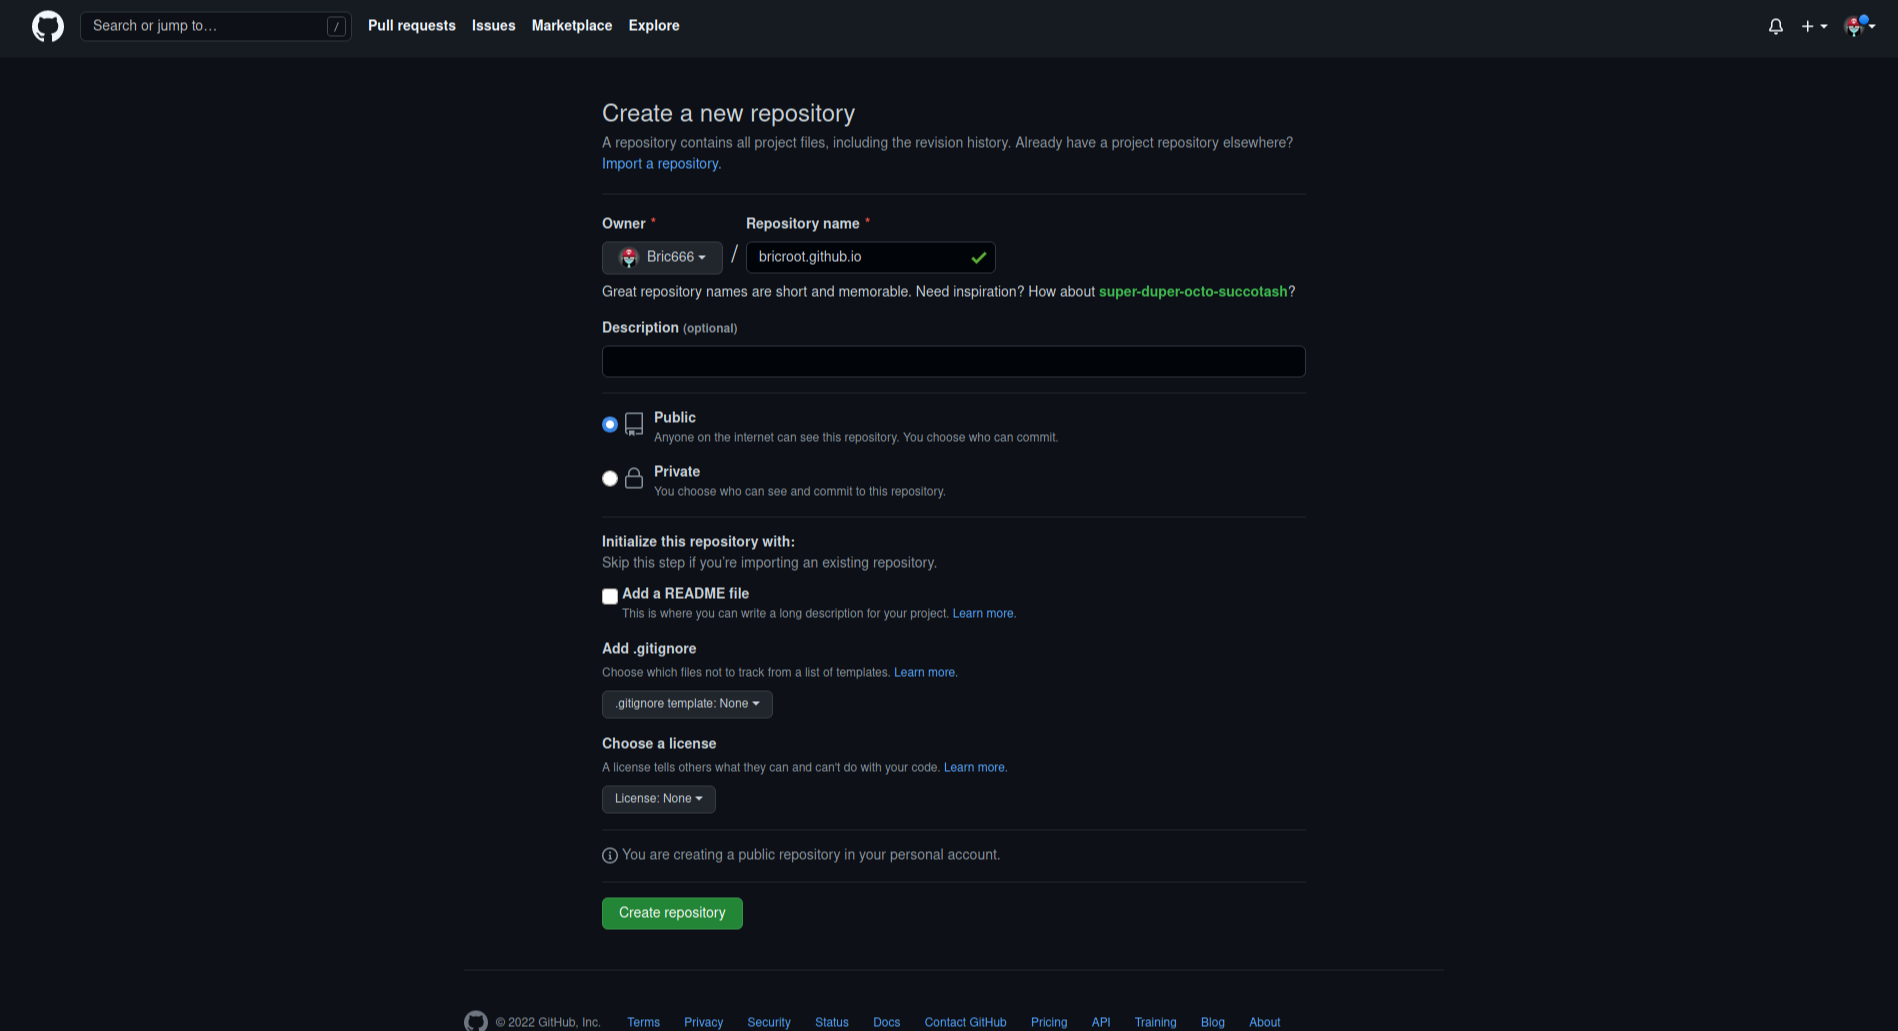 Search or jump to… /
Pull requests Issues Marketplace Explore
Create a new repository
A repository contains all project files, including the revision history. Already have a project repository elsewhere?
Import a repository.
Owner * Repository name *
Bric666 / bricroot.github.io
Great repository names are short and memorable. Need inspiration? How about super-duper-octo-succotash?
Description (optional)
Public
Anyone on the internet can see this repository. You choose who can commit.
Private
You choose who can see and commit to this repository.
Initialize this repository with:
Skip this step if you're importing an existing repository.
Add a README file
This is where you can write a long description for your project. Learn more.
Add .gitignore
Choose which files not to track from a list of templates. Learn more.
.gitignore template: None
Choose a license
A license tells others what they can and can't do with your code. Learn more.
License: None
You are creating a public repository in your personal account.
Create repository
© 2022 GitHub, Inc. Terms Privacy Security Status Docs Contact GitHub Pricing API Training Blog About